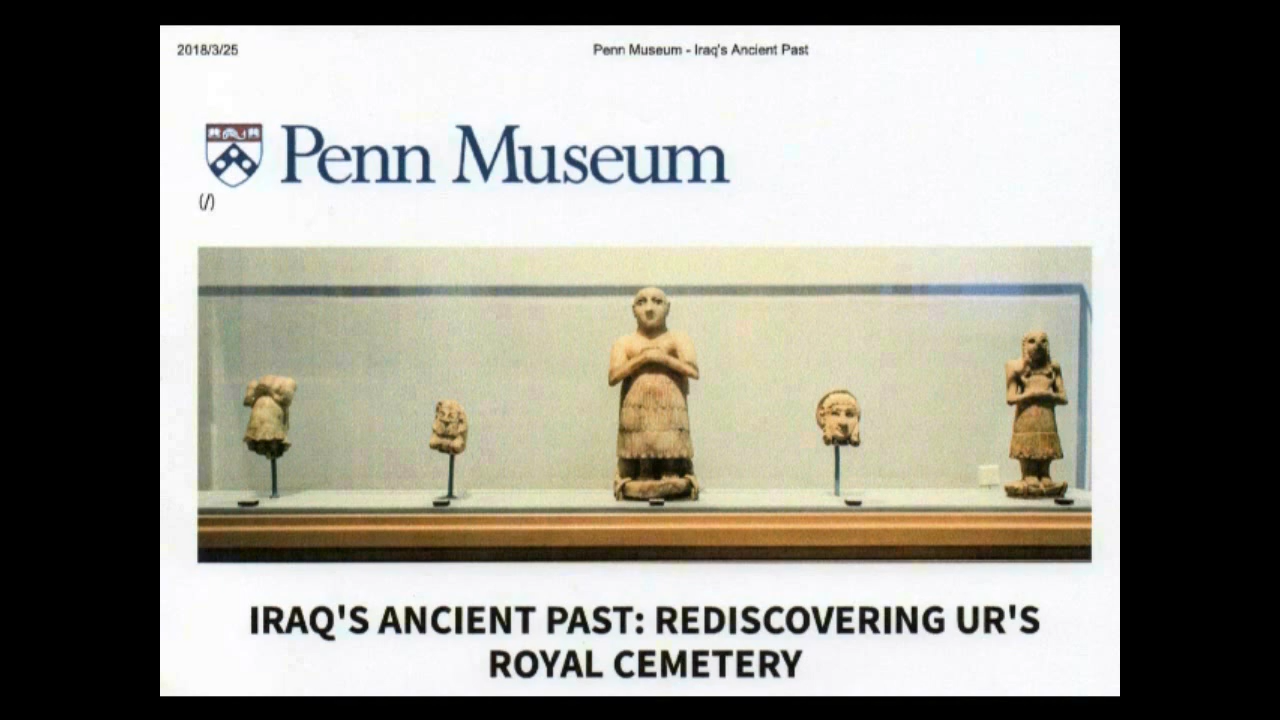 2018/3/25
Penn Museum - Iraq's Ancient Past
Penn Museum
(/)
IRAQ'S ANCIENT PAST: REDISCOVERING UR'S
ROYAL CEMETERY